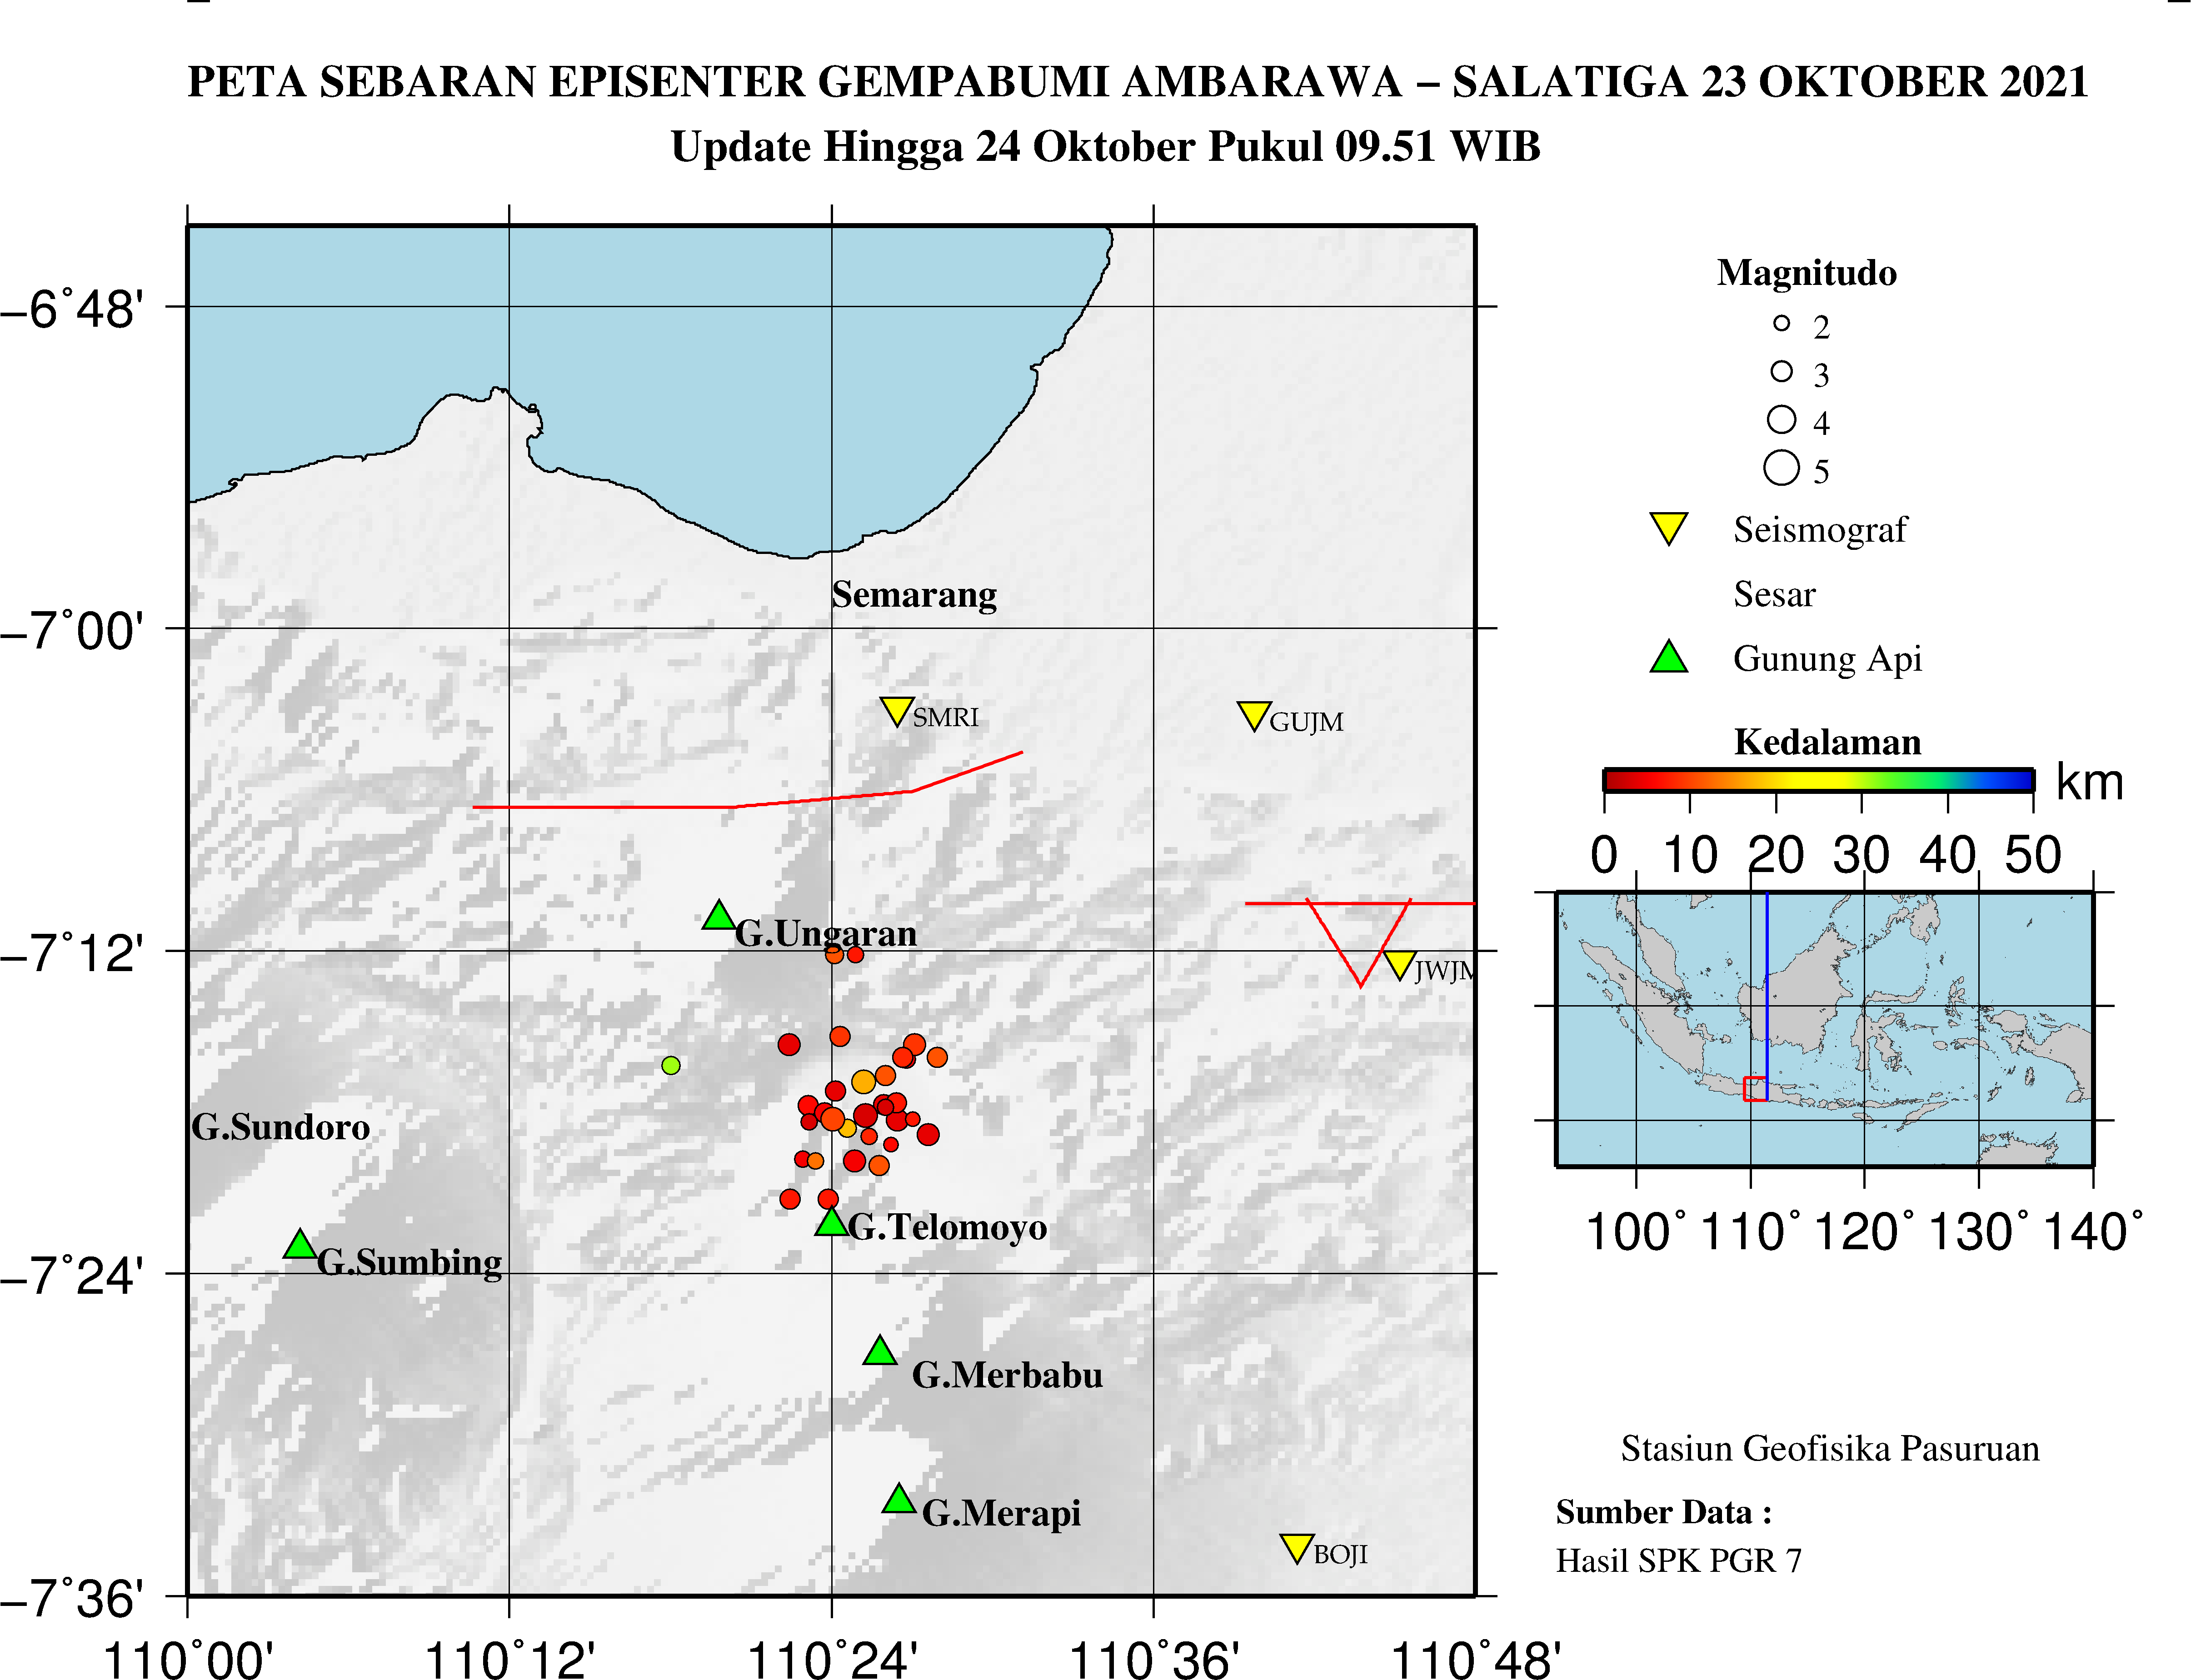 PETA SEBARAN EPISENTER GEMPABUMI AMBARAWA – SALATIGA 23 OKTOBER 2021
Update Hingga 24 Oktober Pukul 09.51 WIB
Magnitudo
2
3
4
5
Seismograf
Sesar
Gunung Api
Kedalaman
km
0 10 20 30 40 50
–6˚48'
–7˚00'
–7˚12'
–7˚24'
–7˚36'
110˚00' 110˚12' 110˚24' 110˚36' 110˚48'
Semarang
SMRI
GUJM
G.Ungaran
JWJM
G.Sundoro
G.Telomoyo
G.Sumbing
G.Merbabu
G.Merapi
BOJI
100˚ 110˚ 120˚ 130˚ 140˚
Stasiun Geofisika Pasuruan
Sumber Data :
Hasil SPK PGR 7